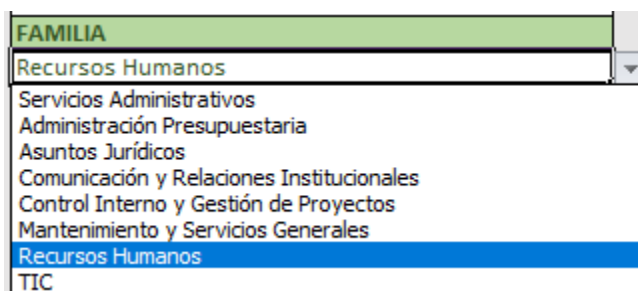 FAMILIA
Recursos Humanos
Servicios Administrativos
Administración Presupuestaria
Asuntos Jurídicos
Comunicación y Relaciones Institucionales
Control Interno y Gestión de Proyectos
Mantenimiento y Servicios Generales
Recursos Humanos
TIC